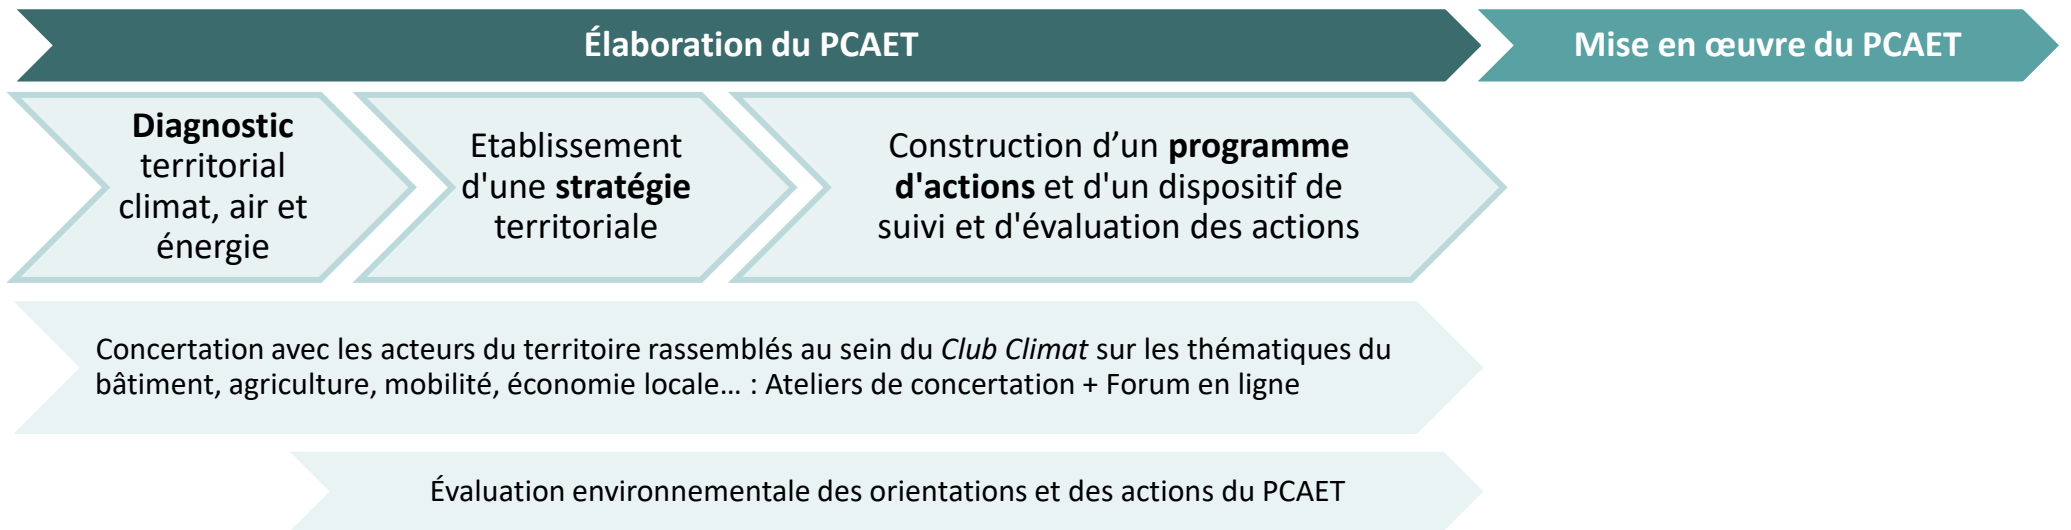 Élaboration du PCAET
Mise en œuvre du PCAET
Diagnostic
territorial
climat, air et
énergie
Etablissement
d'une stratégie
territoriale
Construction d’un programme
d'actions et d'un dispositif de
suivi et d'évaluation des actions
Concertation avec les acteurs du territoire rassemblés au sein du Club Climat sur les thématiques du
bâtiment, agriculture, mobilité, économie locale… : Ateliers de concertation + Forum en ligne
Évaluation environnementale des orientations et des actions du PCAET